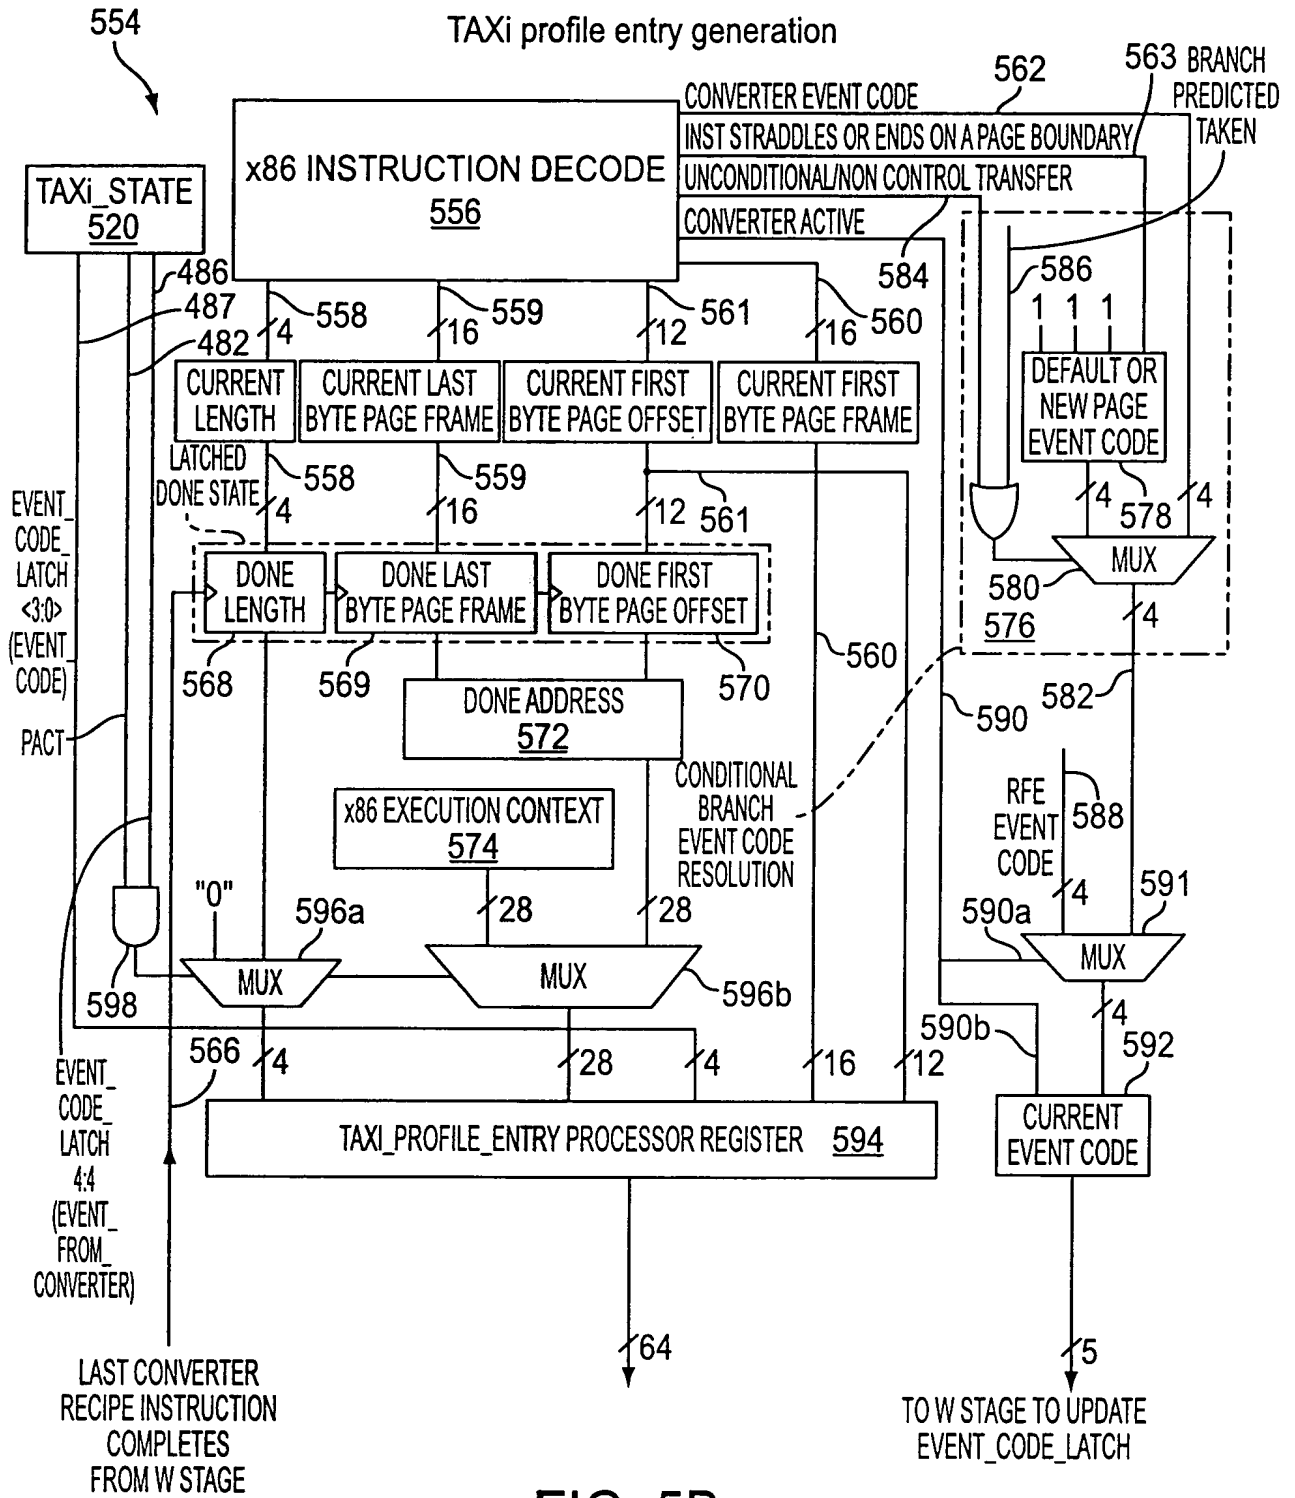 554
TAXi profile entry generation
TAXi_STATE
520
x86 INSTRUCTION DECODE
556
CONVERTER EVENT CODE
562
INST STRADDLES OR ENDS ON A PAGE BOUNDARY
563
UNCONDITIONAL/NON CONTROL TRANSFER
584
CONVERTER ACTIVE
BRANCH
PREDICTED
TAKEN
486
487
482
558
4
559
16
561
12
560
16
586
1 1 1
CURRENT
LENGTH
CURRENT LAST
BYTE PAGE FRAME
CURRENT FIRST
BYTE PAGE OFFSET
CURRENT FIRST
BYTE PAGE FRAME
DEFAULT OR
NEW PAGE
EVENT CODE
4
578
4
LATCHED
DONE STATE
558
4
559
16
12
561
MUX
580
4
576
582
EVENT_
CODE_
LATCH
<3:0>
(EVENT_
CODE)
PACT
DONE
LENGTH
DONE LAST
BYTE PAGE FRAME
DONE FIRST
BYTE PAGE OFFSET
568
569
570
560
590
DONE ADDRESS
572
x86 EXECUTION CONTEXT
574
CONDITIONAL
BRANCH
EVENT CODE
RESOLUTION
RFE
EVENT
CODE
588
4
"0"
596a
28
28
590a
591
598
MUX
MUX
596b
MUX
4
590b
592
566
4
28
4
16
12
EVENT_
CODE_
LATCH
4:4
(EVENT_
FROM_
CONVERTER)
TAXI_PROFILE_ENTRY PROCESSOR REGISTER 594
CURRENT
EVENT CODE
64
5
LAST CONVERTER
RECIPE INSTRUCTION
COMPLETES
FROM W STAGE
TO W STAGE TO UPDATE
EVENT_CODE_LATCH